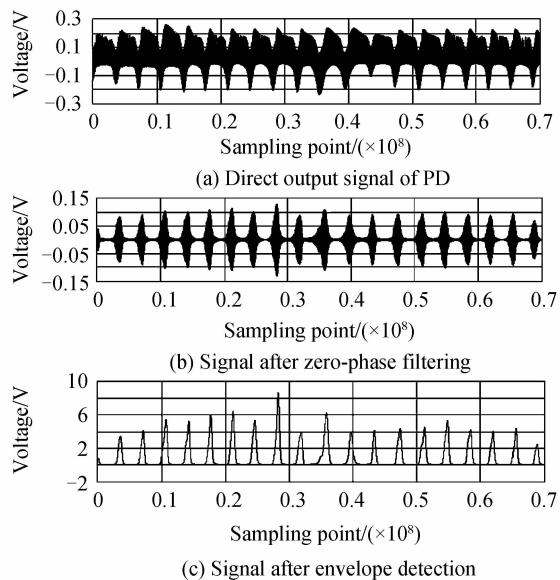 Voltage/V
0.3
0.1
−0.1
−0.3
0 0.1 0.2 0.3 0.4 0.5 0.6 0.7
Sampling point/(×10⁸)
(a) Direct output signal of PD
Voltage/V
0.15
0.05
−0.05
−0.15
0 0.1 0.2 0.3 0.4 0.5 0.6 0.7
Sampling point/(×10⁸)
(b) Signal after zero-phase filtering
Voltage/V
10
6
2
−2
0 0.1 0.2 0.3 0.4 0.5 0.6 0.7
Sampling point/(×10⁸)
(c) Signal after envelope detection